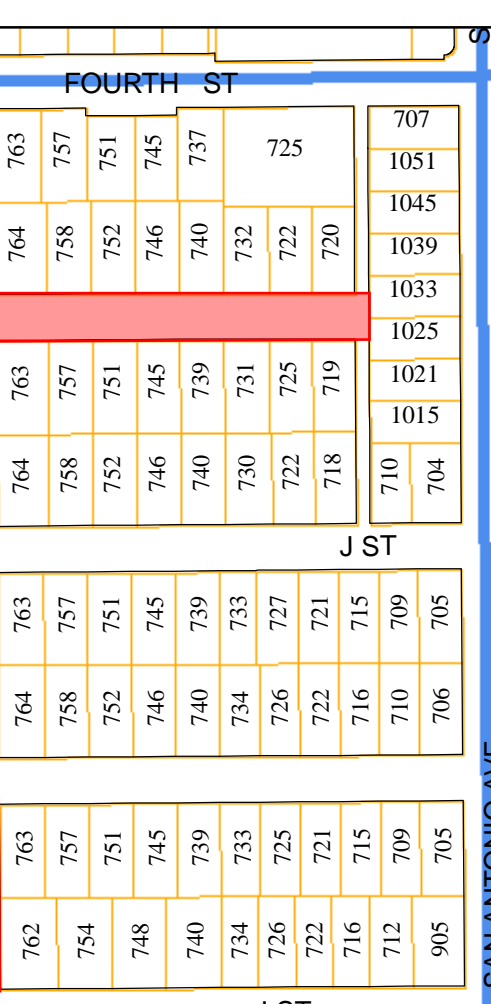 S
FOURTH ST
763 757 751 745 737 725 707
1051
1045
764 758 752 746 740 732 722 720 1039
1033
1025
763 757 751 745 739 731 725 719 1021
1015
764 758 752 746 740 730 722 718 710 704
J ST
763 757 751 745 739 733 727 721 715 709 705
764 758 752 746 740 734 726 722 716 710 706
SAN ANTONIO AVE
763 757 751 745 739 733 725 721 715 709 705
762 754 748 740 734 726 722 716 712 905
I ST